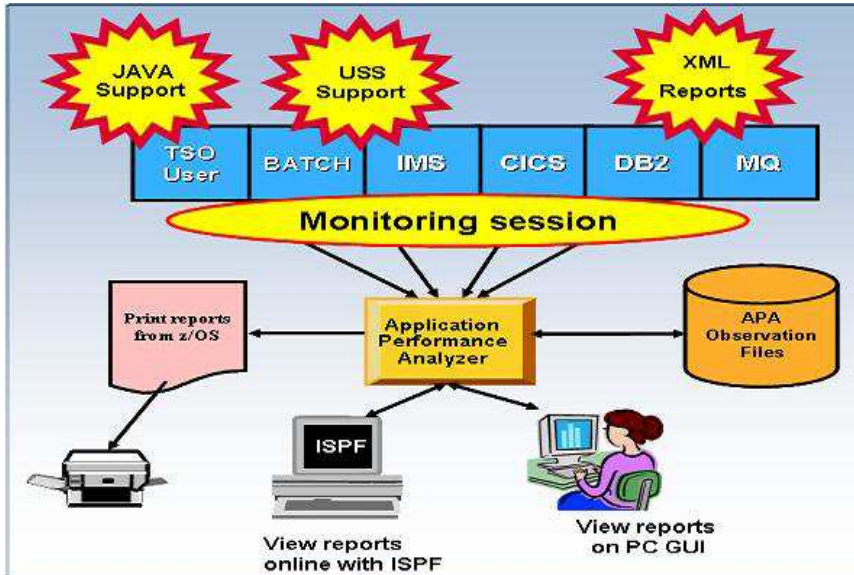 JAVA
Support
USS
Support
XML
Reports
TSO
User
BATCH
IMS
CICS
DB2
MQ
Monitoring session
Print reports
from z/OS
Application
Performance
Analyzer
APA
Observation
Files
ISPF
View reports
online with ISPF
View reports
on PC GUI